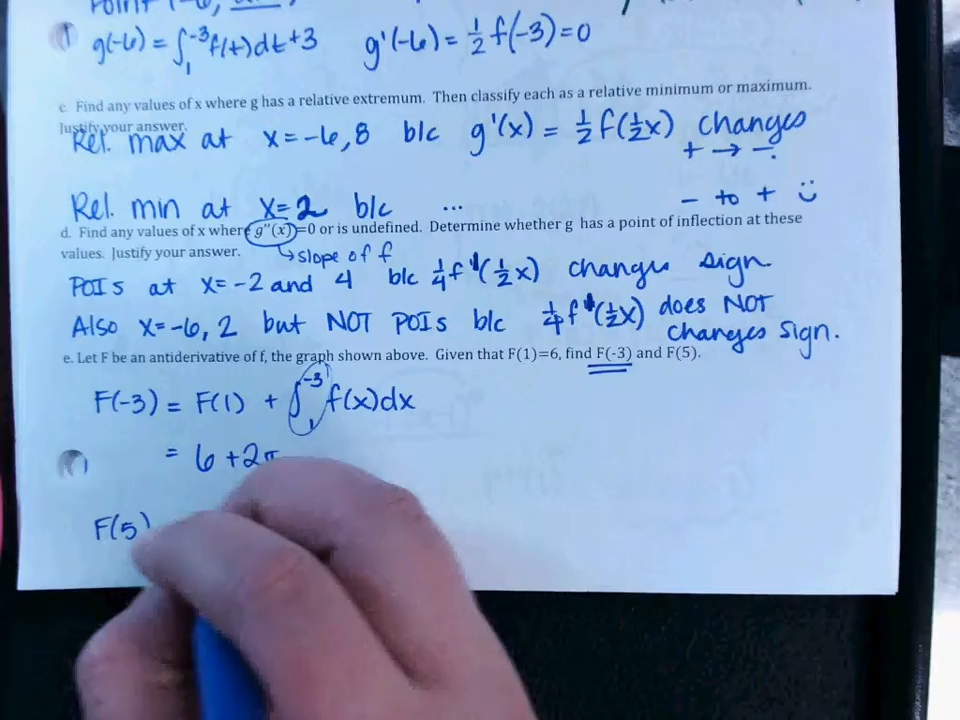 Point (-6,
g(-6) = ∫₁⁻³ f(t)dt + 3 g'(-6) = ½ f(-3) = 0
c. Find any values of x where g has a relative extremum. Then classify each as a relative minimum or maximum.
Justify your answer.
Rel. max at x = -6, 8 b/c g'(x) = ½ f(½x) changes
+ → -.
Rel. min at x = 2 b/c ... - to + :)
d. Find any values of x where g''(x)=0 or is undefined. Determine whether g has a point of inflection at these
values. Justify your answer.
↳ slope of f
POIs at x = -2 and 4 b/c ¼f'(½x) changes sign
Also x = -6, 2 but NOT POIs b/c ¼f'(½x) does NOT
changes sign.
e. Let F be an antiderivative of f, the graph shown above. Given that F(1)=6, find F(-3) and F(5).
F(-3) = F(1) + ∫₁⁻³ f(x)dx
= 6 + 2π
F(5)